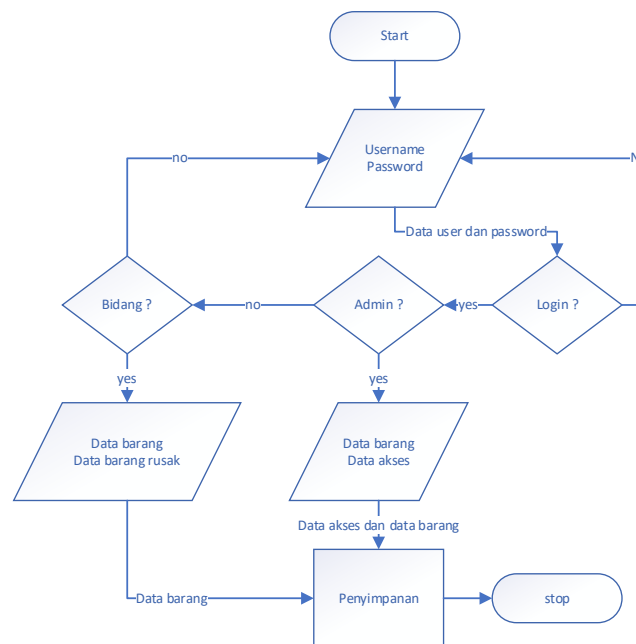 Start
Username
Password
no
N
Data user dan password
Bidang ?
no
Admin ?
yes
Login ?
yes
yes
Data barang
Data barang rusak
Data barang
Data akses
Data akses dan data barang
Data barang
Penyimpanan
stop